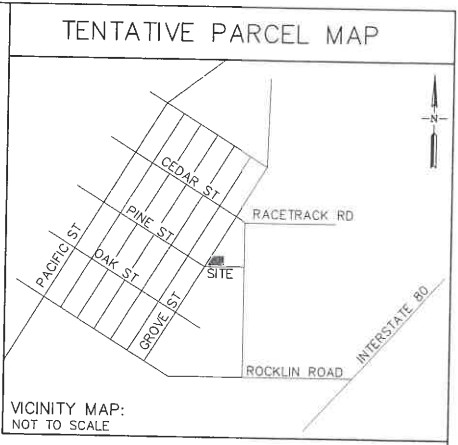 TENTATIVE PARCEL MAP
N
CEDAR ST
RACETRACK RD
PINE ST
PACIFIC ST
OAK ST
SITE
GROVE ST
INTERSTATE 80
ROCKLIN ROAD
VICINITY MAP:
NOT TO SCALE